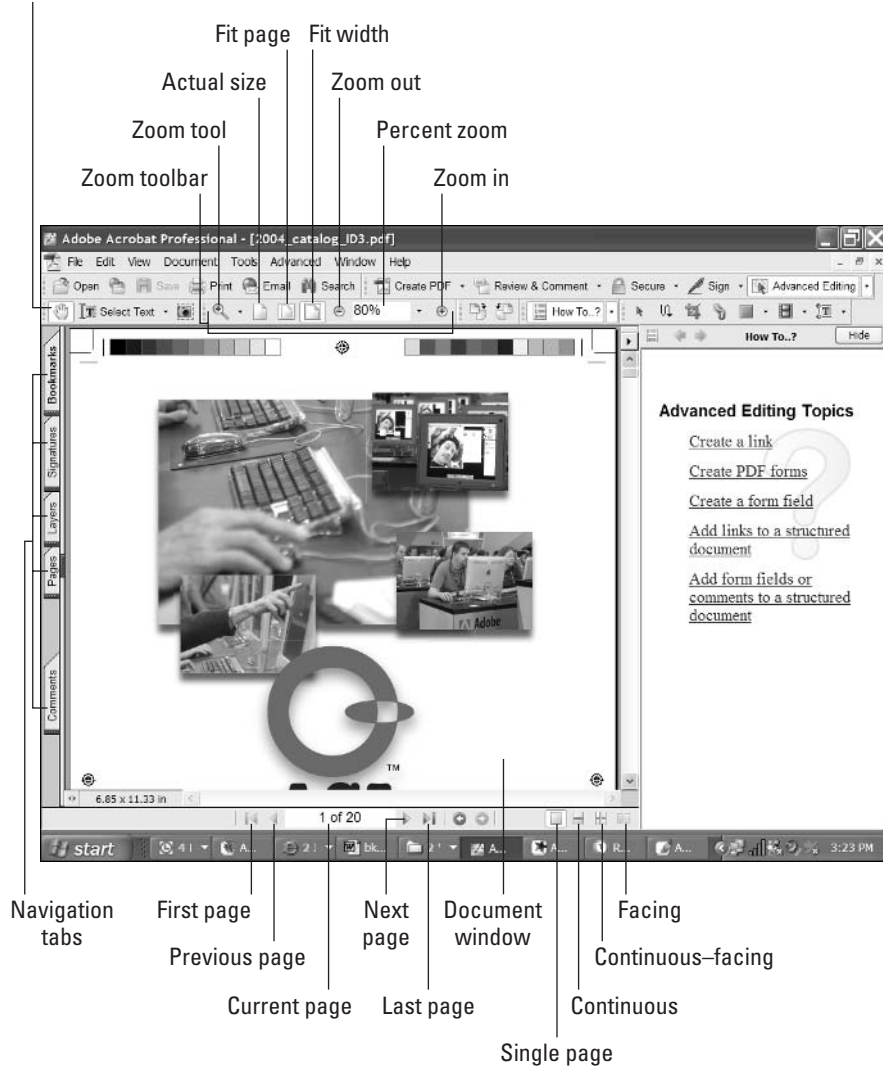 Fit page Fit width
Actual size Zoom out
Zoom tool Percent zoom
Zoom toolbar Zoom in
Adobe Acrobat Professional - [2004_catalog_ID3.pdf]
File Edit View Document Tools Advanced Window Help
Open Save Print Email Search Create PDF Review & Comment Secure Sign Advanced Editing
Select Text 80% How To..?
How To..? Hide
Bookmarks
Signatures
Layers
Pages
Comments
Advanced Editing Topics
Create a link
Create PDF forms
Create a form field
Add links to a structured
document
Add form fields or
comments to a structured
document
Adobe
TM
6.85 x 11.33 in
1 of 20
start 4 I A... 2 I bk... 2 A... A... R... A... 3:23 PM
Navigation
tabs
First page
Next
page
Document
window
Facing
Previous page
Continuous–facing
Current page Last page Continuous
Single page